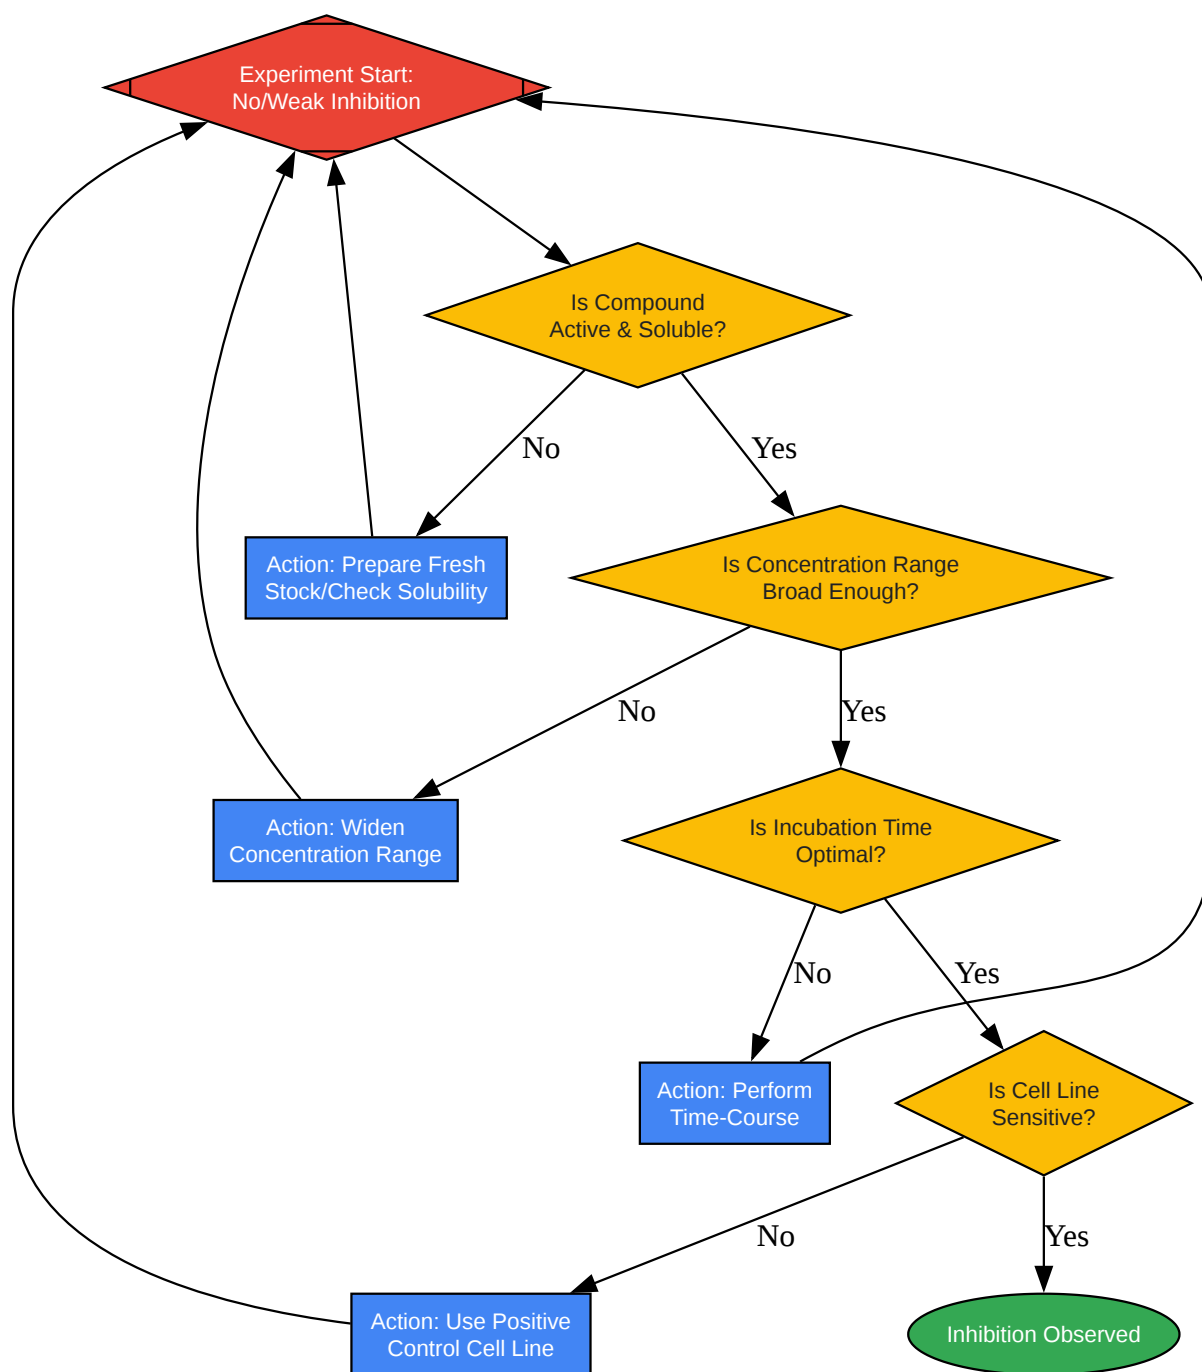 Experiment Start:
No/Weak Inhibition
Is Compound
Active & Soluble?
No
Yes
Action: Prepare Fresh
Stock/Check Solubility
Is Concentration Range
Broad Enough?
No
Yes
Action: Widen
Concentration Range
Is Incubation Time
Optimal?
No
Yes
Action: Perform
Time-Course
Is Cell Line
Sensitive?
No
Yes
Action: Use Positive
Control Cell Line
Inhibition Observed